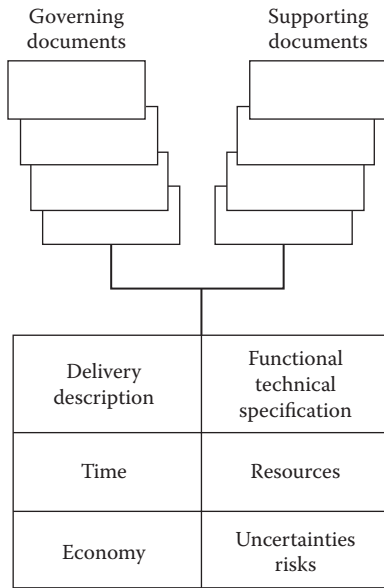 Governing
documents
Supporting
documents
Delivery
description
Functional
technical
specification
Time
Resources
Economy
Uncertainties
risks